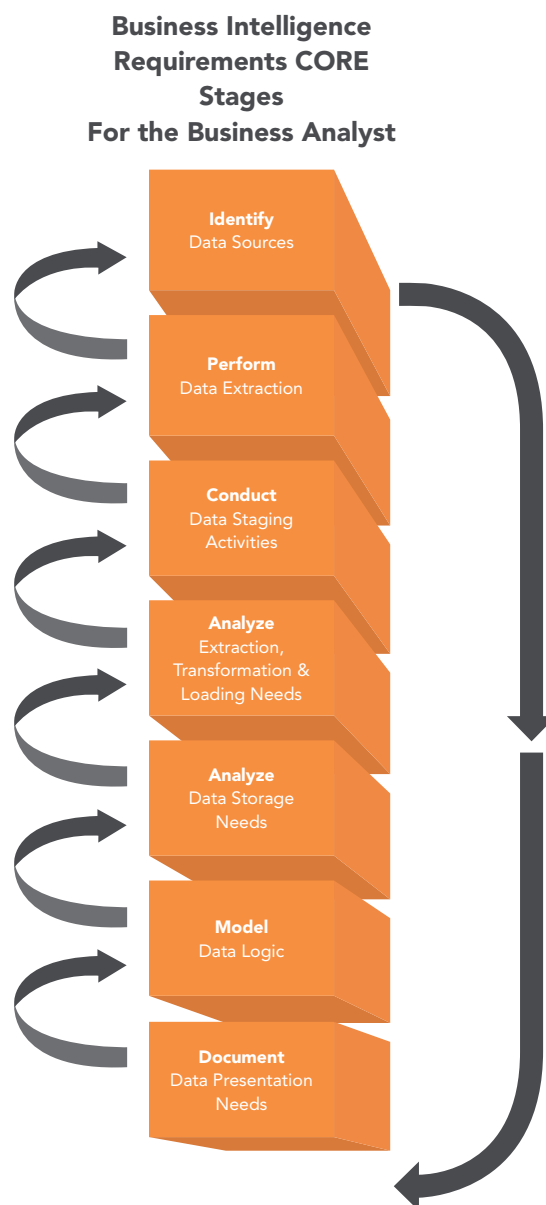 Business Intelligence
Requirements CORE
Stages
For the Business Analyst
Identify
Data Sources
Perform
Data Extraction
Conduct
Data Staging
Activities
Analyze
Extraction,
Transformation &
Loading Needs
Analyze
Data Storage
Needs
Model
Data Logic
Document
Data Presentation
Needs